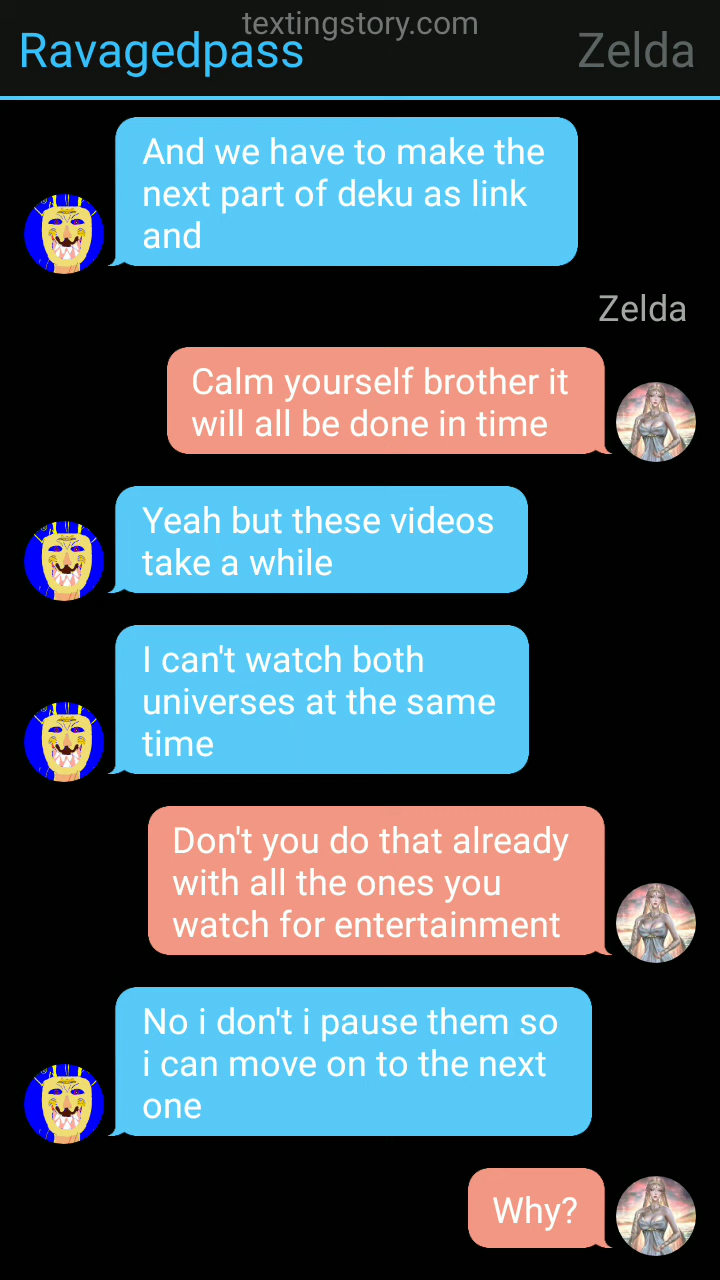 textingstory.com
Ravagedpass
Zelda
And we have to make the
next part of deku as link
and
Zelda
Calm yourself brother it
will all be done in time
Yeah but these videos
take a while
I can't watch both
universes at the same
time
Don't you do that already
with all the ones you
watch for entertainment
No i don't i pause them so
i can move on to the next
one
Why?